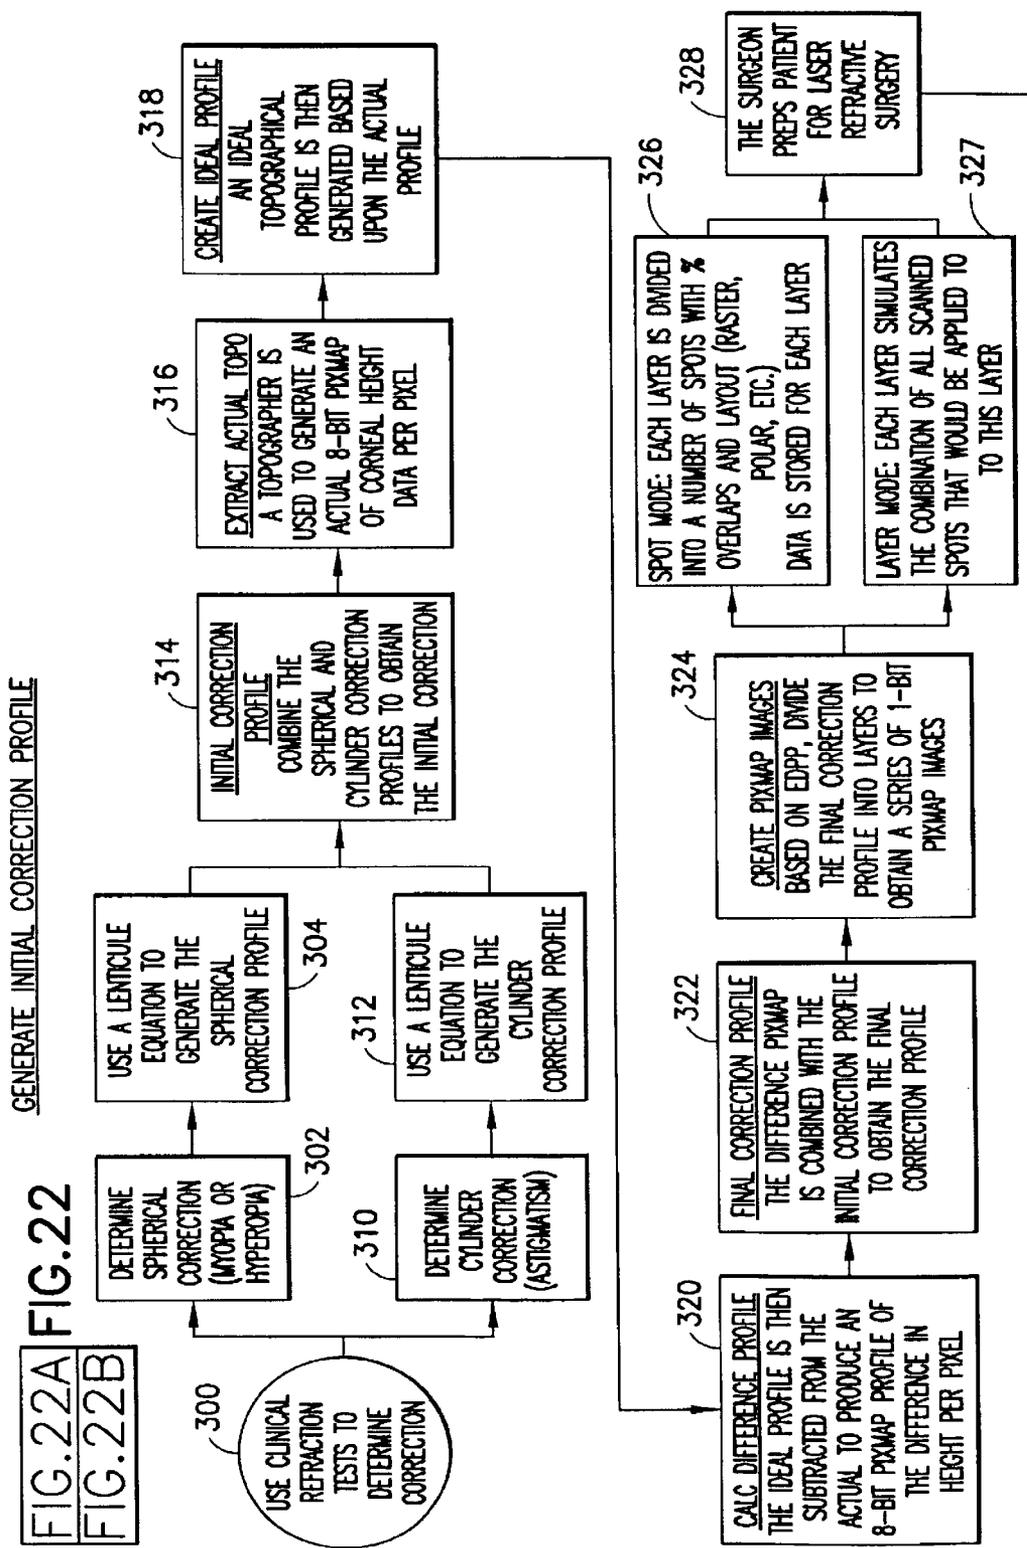 FIG.22A
FIG.22B
FIG.22
GENERATE INITIAL CORRECTION PROFILE
300
USE CLINICAL
REFRACTION
TESTS TO
DETERMINE
CORRECTION
302
DETERMINE
SPHERICAL
CORRECTION
(MYOPIA OR
HYPEROPIA)
304
USE A LENTICULE
EQUATION TO
GENERATE THE
SPHERICAL
CORRECTION PROFILE
310
DETERMINE
CYLINDER
CORRECTION
(ASTIGMATISM)
312
USE A LENTICULE
EQUATION TO
GENERATE THE
CYLINDER
CORRECTION PROFILE
314
INITIAL CORRECTION
PROFILE
COMBINE THE
SPHERICAL AND
CYLINDER CORRECTION
PROFILES TO OBTAIN
THE INITIAL CORRECTION
316
EXTRACT ACTUAL TOPO
A TOPOGRAPHER IS
USED TO GENERATE AN
ACTUAL 8-BIT PIXMAP
OF CORNEAL HEIGHT
DATA PER PIXEL
318
CREATE IDEAL PROFILE
AN IDEAL
TOPOGRAPHICAL
PROFILE IS THEN
GENERATED BASED
UPON THE ACTUAL
PROFILE
320
CALC DIFFERENCE PROFILE
THE IDEAL PROFILE IS THEN
SUBTRACTED FROM THE
ACTUAL TO PRODUCE AN
8-BIT PIXMAP PROFILE OF
THE DIFFERENCE IN
HEIGHT PER PIXEL
322
FINAL CORRECTION PROFILE
THE DIFFERENCE PIXMAP
IS COMBINED WITH THE
INITIAL CORRECTION PROFILE
TO OBTAIN THE FINAL
CORRECTION PROFILE
324
CREATE PIXMAP IMAGES
BASED ON EDPP, DIVIDE
THE FINAL CORRECTION
PROFILE INTO LAYERS TO
OBTAIN A SERIES OF 1-BIT
PIXMAP IMAGES
326
SPOT MODE: EACH LAYER IS DIVIDED
INTO A NUMBER OF SPOTS WITH %
OVERLAPS AND LAYOUT (RASTER,
POLAR, ETC.)
DATA IS STORED FOR EACH LAYER
327
LAYER MODE: EACH LAYER SIMULATES
THE COMBINATION OF ALL SCANNED
SPOTS THAT WOULD BE APPLIED TO
TO THIS LAYER
328
THE SURGEON
PREPS PATIENT
FOR LASER
REFRACTIVE
SURGERY